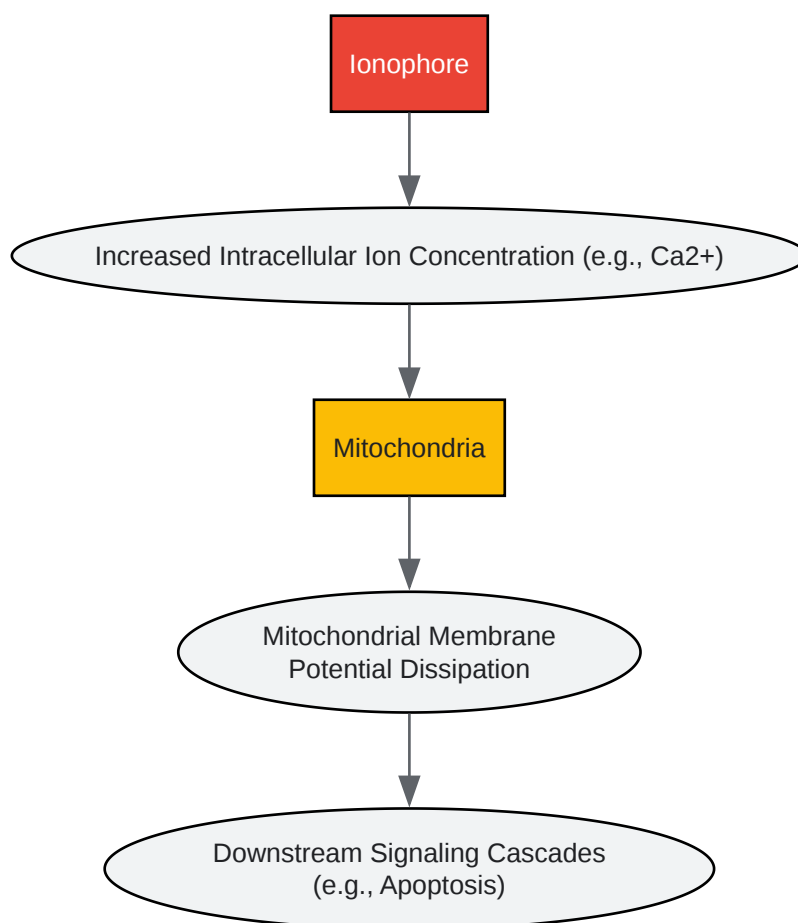 Ionophore
Increased Intracellular Ion Concentration (e.g., Ca2+)
Mitochondria
Mitochondrial Membrane
Potential Dissipation
Downstream Signaling Cascades
(e.g., Apoptosis)